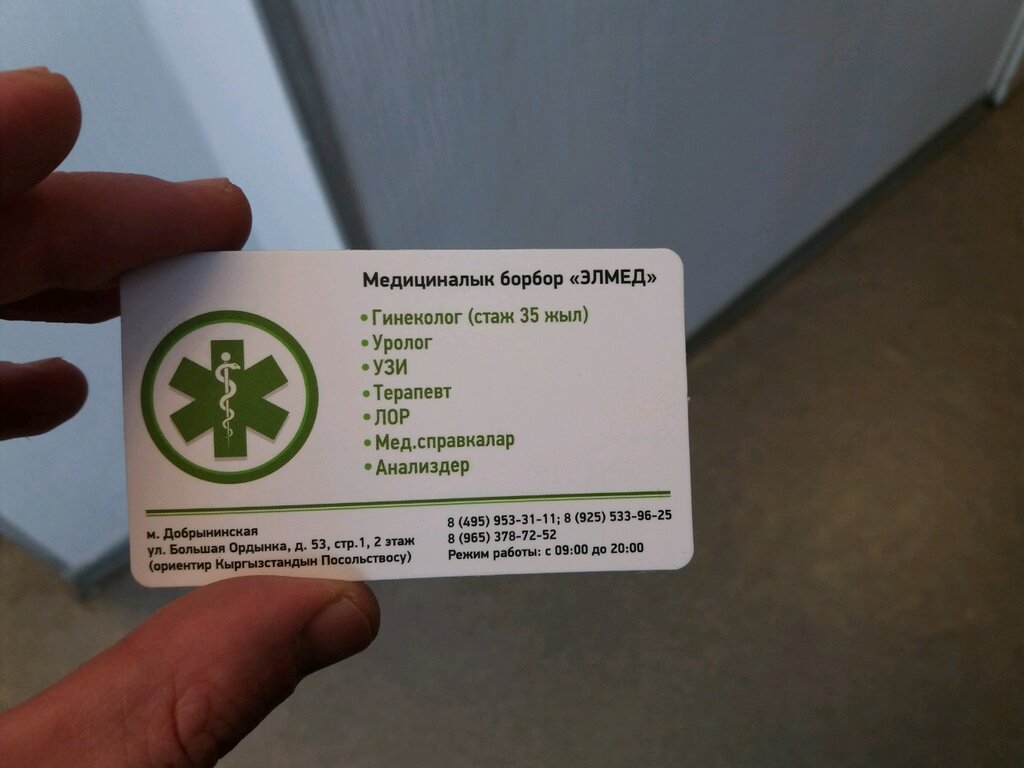 Медициналык борбор «ЭЛМЕД»
• Гинеколог (стаж 35 жыл)
• Уролог
• УЗИ
• Терапевт
• ЛОР
• Мед.справкалар
• Анализдер
м. Добрынинская
ул. Большая Ордынка, д. 53, стр.1, 2 этаж
(ориентир Кыргызстандын Посольствосу)
8 (495) 953-31-11; 8 (925) 533-96-25
8 (965) 378-72-52
Режим работы: с 09:00 до 20:00